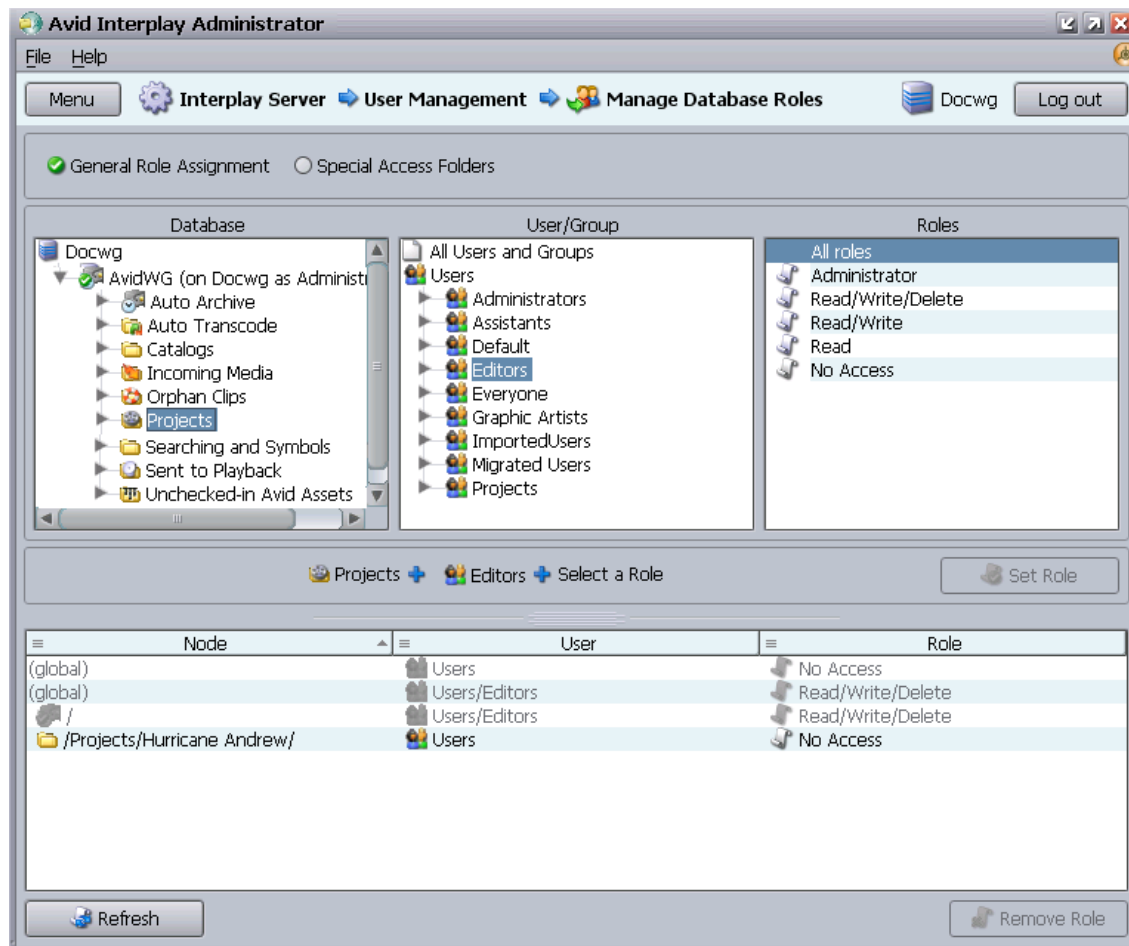 Avid Interplay Administrator
File Help
Menu Interplay Server User Management Manage Database Roles Docwg Log out
General Role Assignment Special Access Folders
Database
Docwg
AvidWG (on Docwg as Administ
Auto Archive
Auto Transcode
Catalogs
Incoming Media
Orphan Clips
Projects
Searching and Symbols
Sent to Playback
Unchecked-in Avid Assets
User/Group
All Users and Groups
Users
Administrators
Assistants
Default
Editors
Everyone
Graphic Artists
ImportedUsers
Migrated Users
Projects
Roles
All roles
Administrator
Read/Write/Delete
Read/Write
Read
No Access
Projects + Editors + Select a Role Set Role
Node User Role
(global) Users No Access
(global) Users/Editors Read/Write/Delete
/ Users/Editors Read/Write/Delete
/Projects/Hurricane Andrew/ Users No Access
Refresh Remove Role